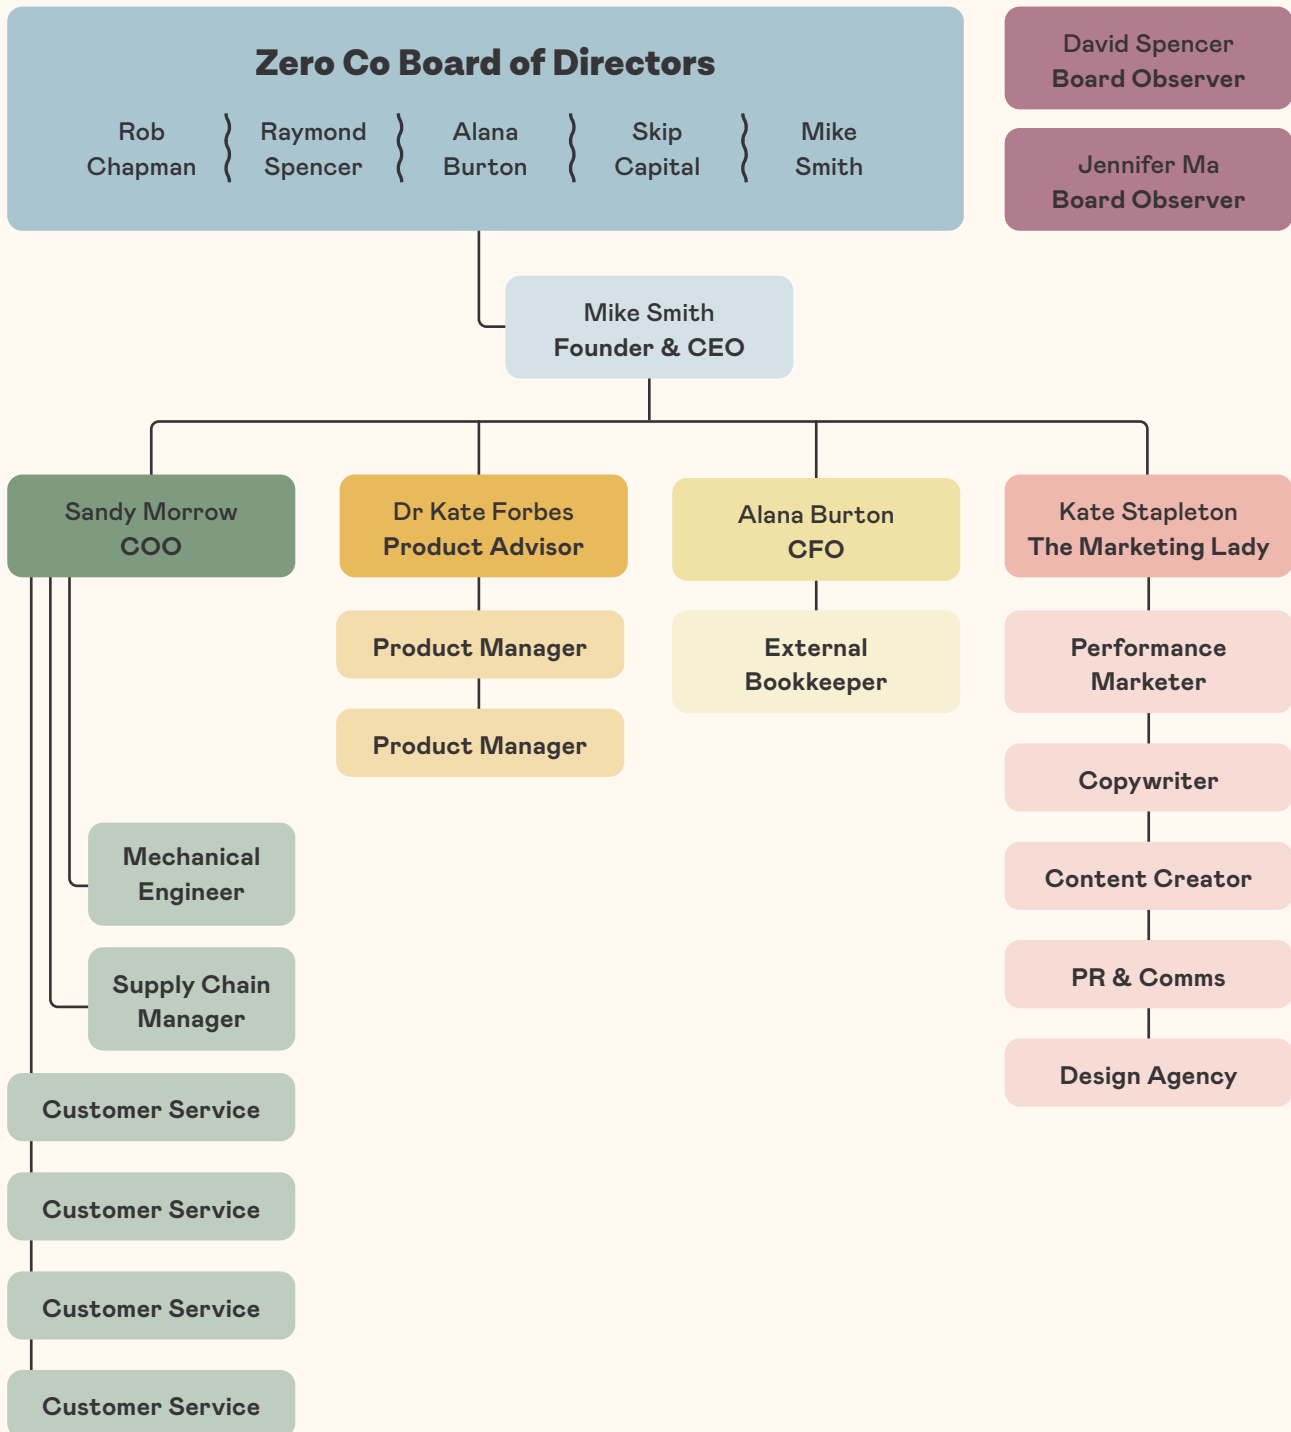 Zero Co Board of Directors
Rob
Chapman
Raymond
Spencer
Alana
Burton
Skip
Capital
Mike
Smith
David Spencer
Board Observer
Jennifer Ma
Board Observer
Mike Smith
Founder & CEO
Sandy Morrow
COO
Dr Kate Forbes
Product Advisor
Alana Burton
CFO
Kate Stapleton
The Marketing Lady
Mechanical
Engineer
Supply Chain
Manager
Customer Service
Customer Service
Customer Service
Customer Service
Product Manager
Product Manager
External
Bookkeeper
Performance
Marketer
Copywriter
Content Creator
PR & Comms
Design Agency